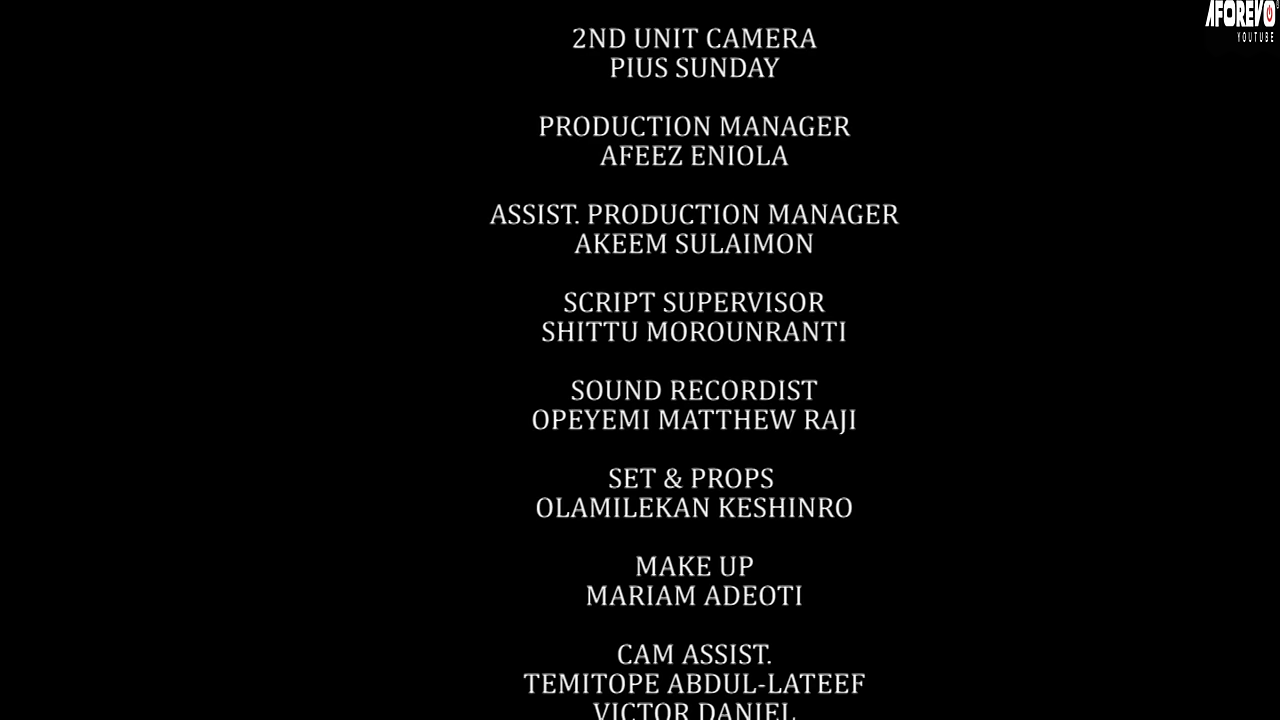 AFOREVO
YOUTUBE
2ND UNIT CAMERA
PIUS SUNDAY
PRODUCTION MANAGER
AFEEZ ENIOLA
ASSIST. PRODUCTION MANAGER
AKEEM SULAIMON
SCRIPT SUPERVISOR
SHITTU MOROUNRANTI
SOUND RECORDIST
OPEYEMI MATTHEW RAJI
SET & PROPS
OLAMILEKAN KESHINRO
MAKE UP
MARIAM ADEOTI
CAM ASSIST.
TEMITOPE ABDUL-LATEEF
VICTOR DANIEL